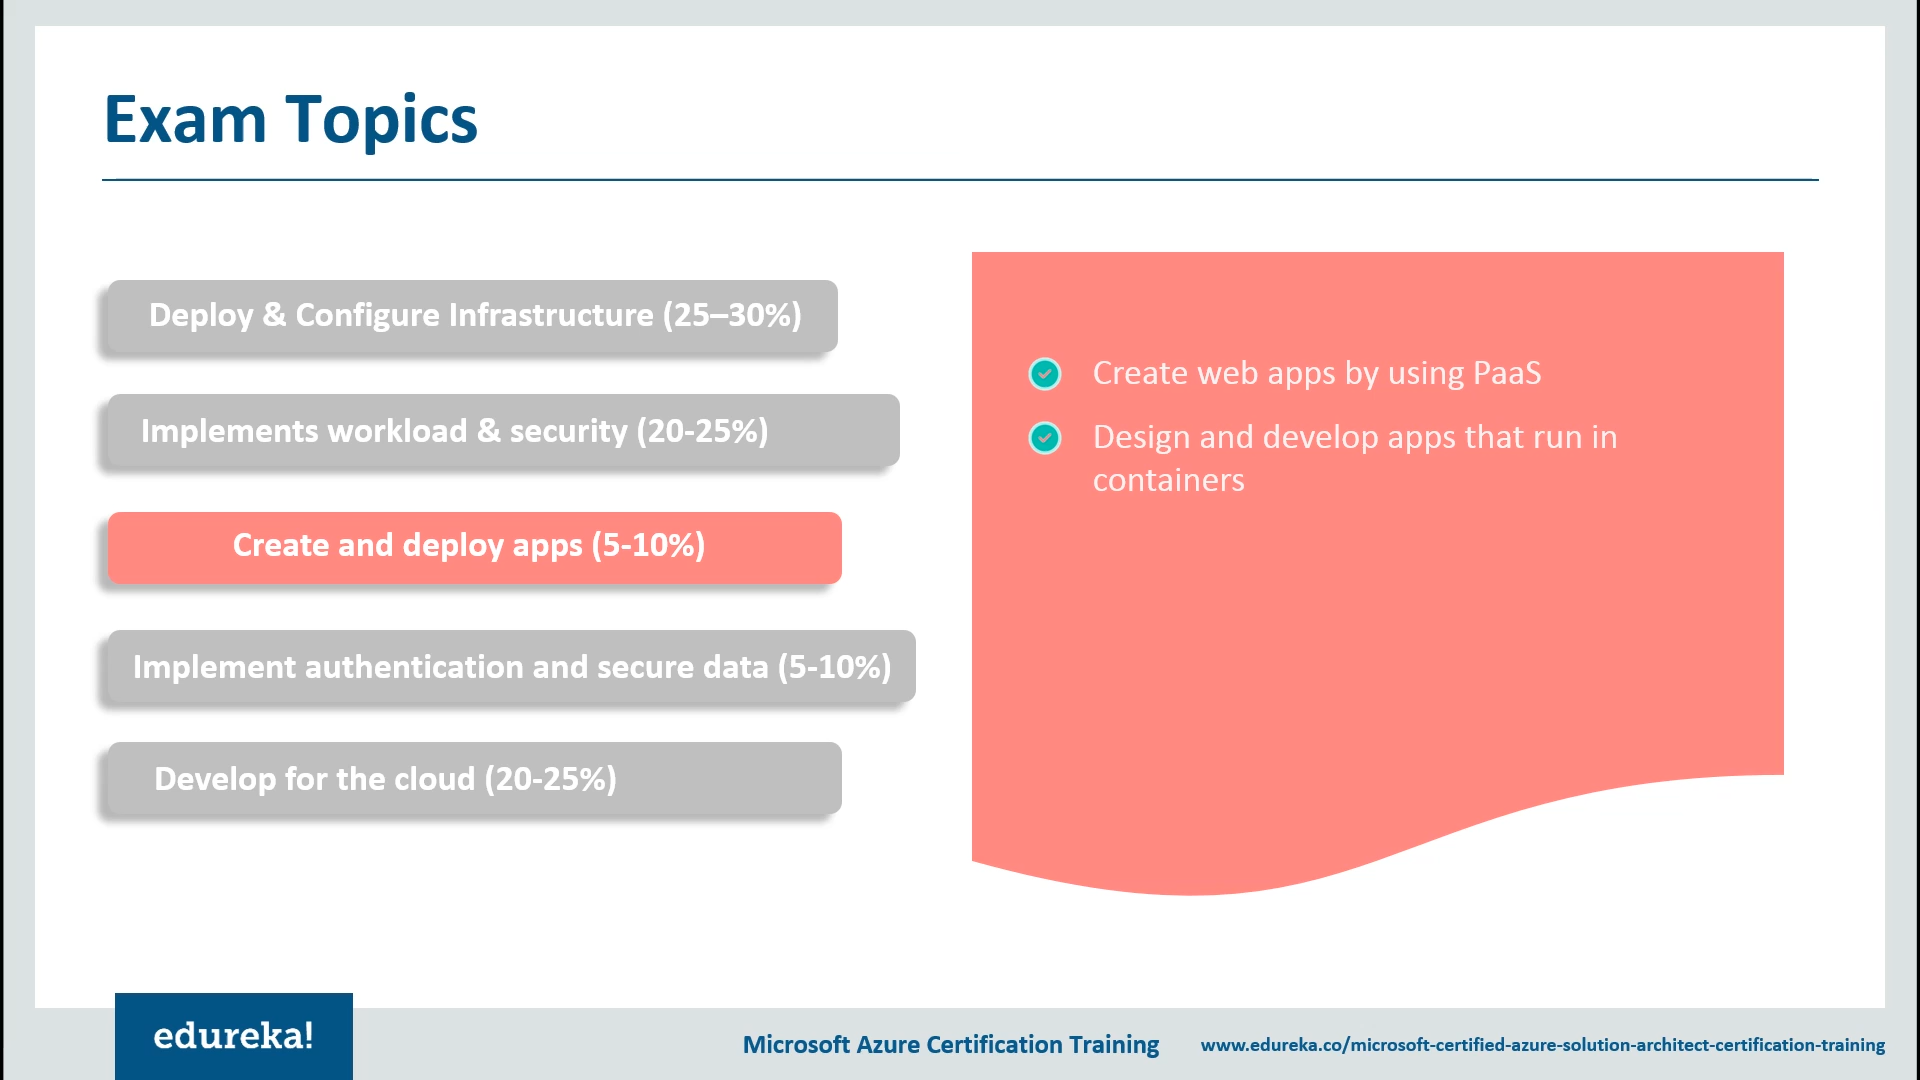 Exam Topics
Deploy & Configure Infrastructure (25–30%)
Implements workload & security (20-25%)
Create and deploy apps (5-10%)
Implement authentication and secure data (5-10%)
Develop for the cloud (20-25%)
Create web apps by using PaaS
Design and develop apps that run in
containers
edureka!
Microsoft Azure Certification Training
www.edureka.co/microsoft-certified-azure-solution-architect-certification-training